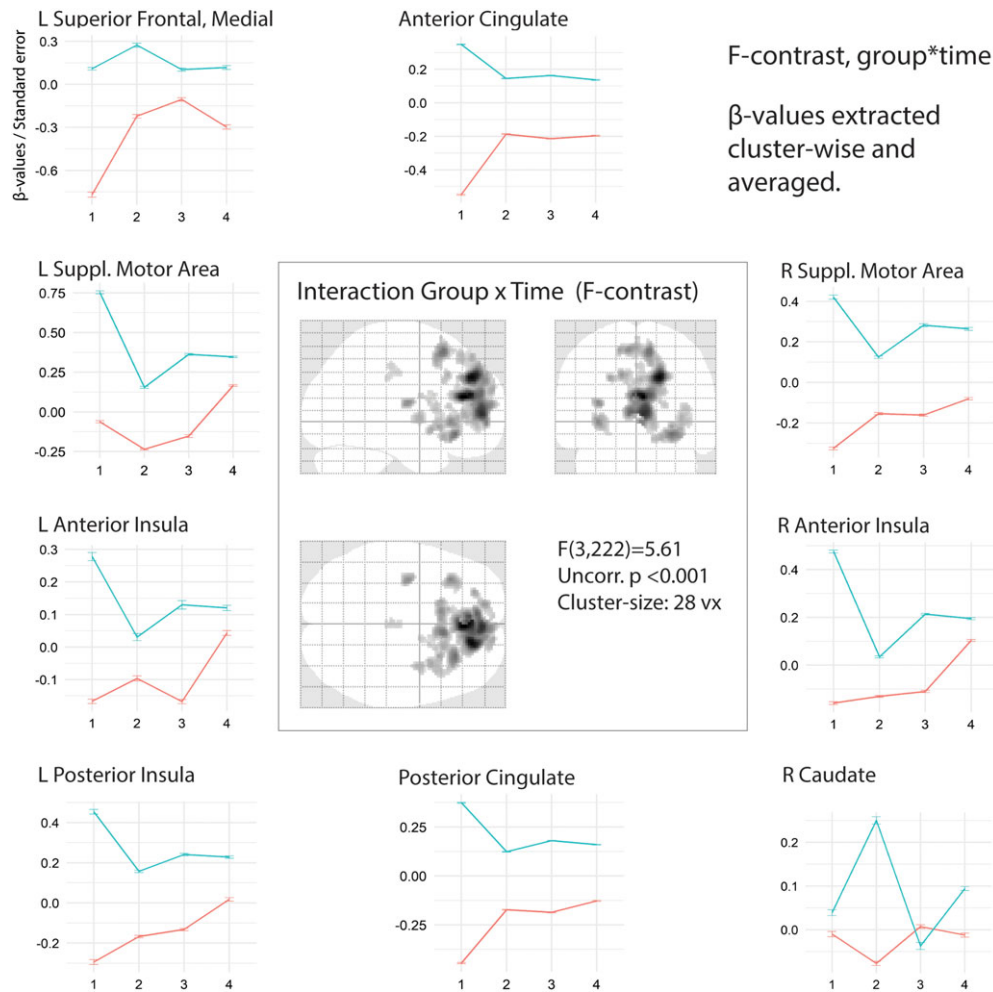 L Superior Frontal, Medial
β-values / Standard error
0.3
0.0
-0.3
-0.6
1 2 3 4
Anterior Cingulate
0.2
0.0
-0.2
-0.4
1 2 3 4
F-contrast, group*time
β-values extracted
cluster-wise and
averaged.
L Suppl. Motor Area
0.75
0.50
0.25
0.00
-0.25
1 2 3 4
Interaction Group x Time (F-contrast)
F(3,222)=5.61
Uncorr. p <0.001
Cluster-size: 28 vx
R Suppl. Motor Area
0.4
0.2
0.0
-0.2
1 2 3 4
L Anterior Insula
0.3
0.1
0.0
-0.1
1 2 3 4
R Anterior Insula
0.4
0.2
0.0
1 2 3 4
L Posterior Insula
0.4
0.2
0.0
-0.2
1 2 3 4
Posterior Cingulate
0.25
0.00
-0.25
1 2 3 4
R Caudate
0.2
0.1
0.0
1 2 3 4